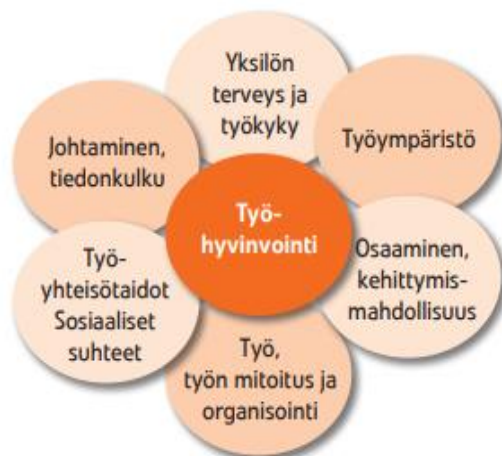 Yksilön
terveys ja
työkyky
Johtaminen,
tiedonkulku
Työympäristö
Työ-
hyvinvointi
Työ-
yhteisötaidot
Sosiaaliset
suhteet
Osaaminen,
kehittymis-
mahdollisuus
Työ,
työn mitoitus ja
organisointi